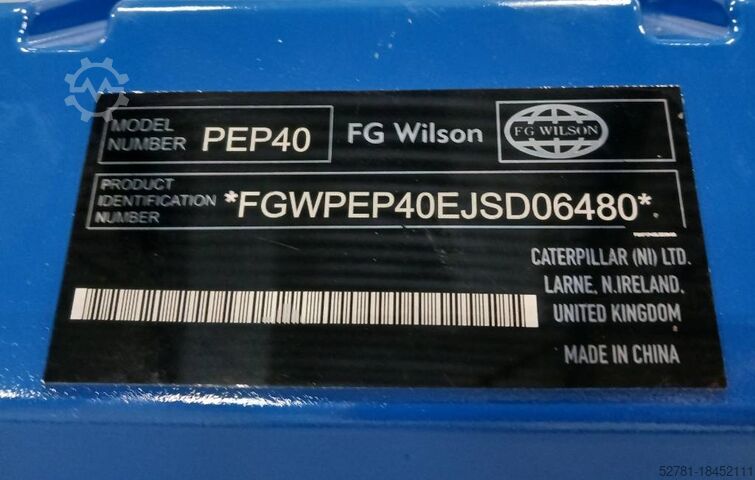 MODEL
NUMBER
PEP40
FG Wilson
FG WILSON
PRODUCT
IDENTIFICATION
NUMBER
*FGWPEP40EJSD06480*
CATERPILLAR (NI) LTD.
LARNE, N.IRELAND,
UNITED KINGDOM
MADE IN CHINA
52781-18452111